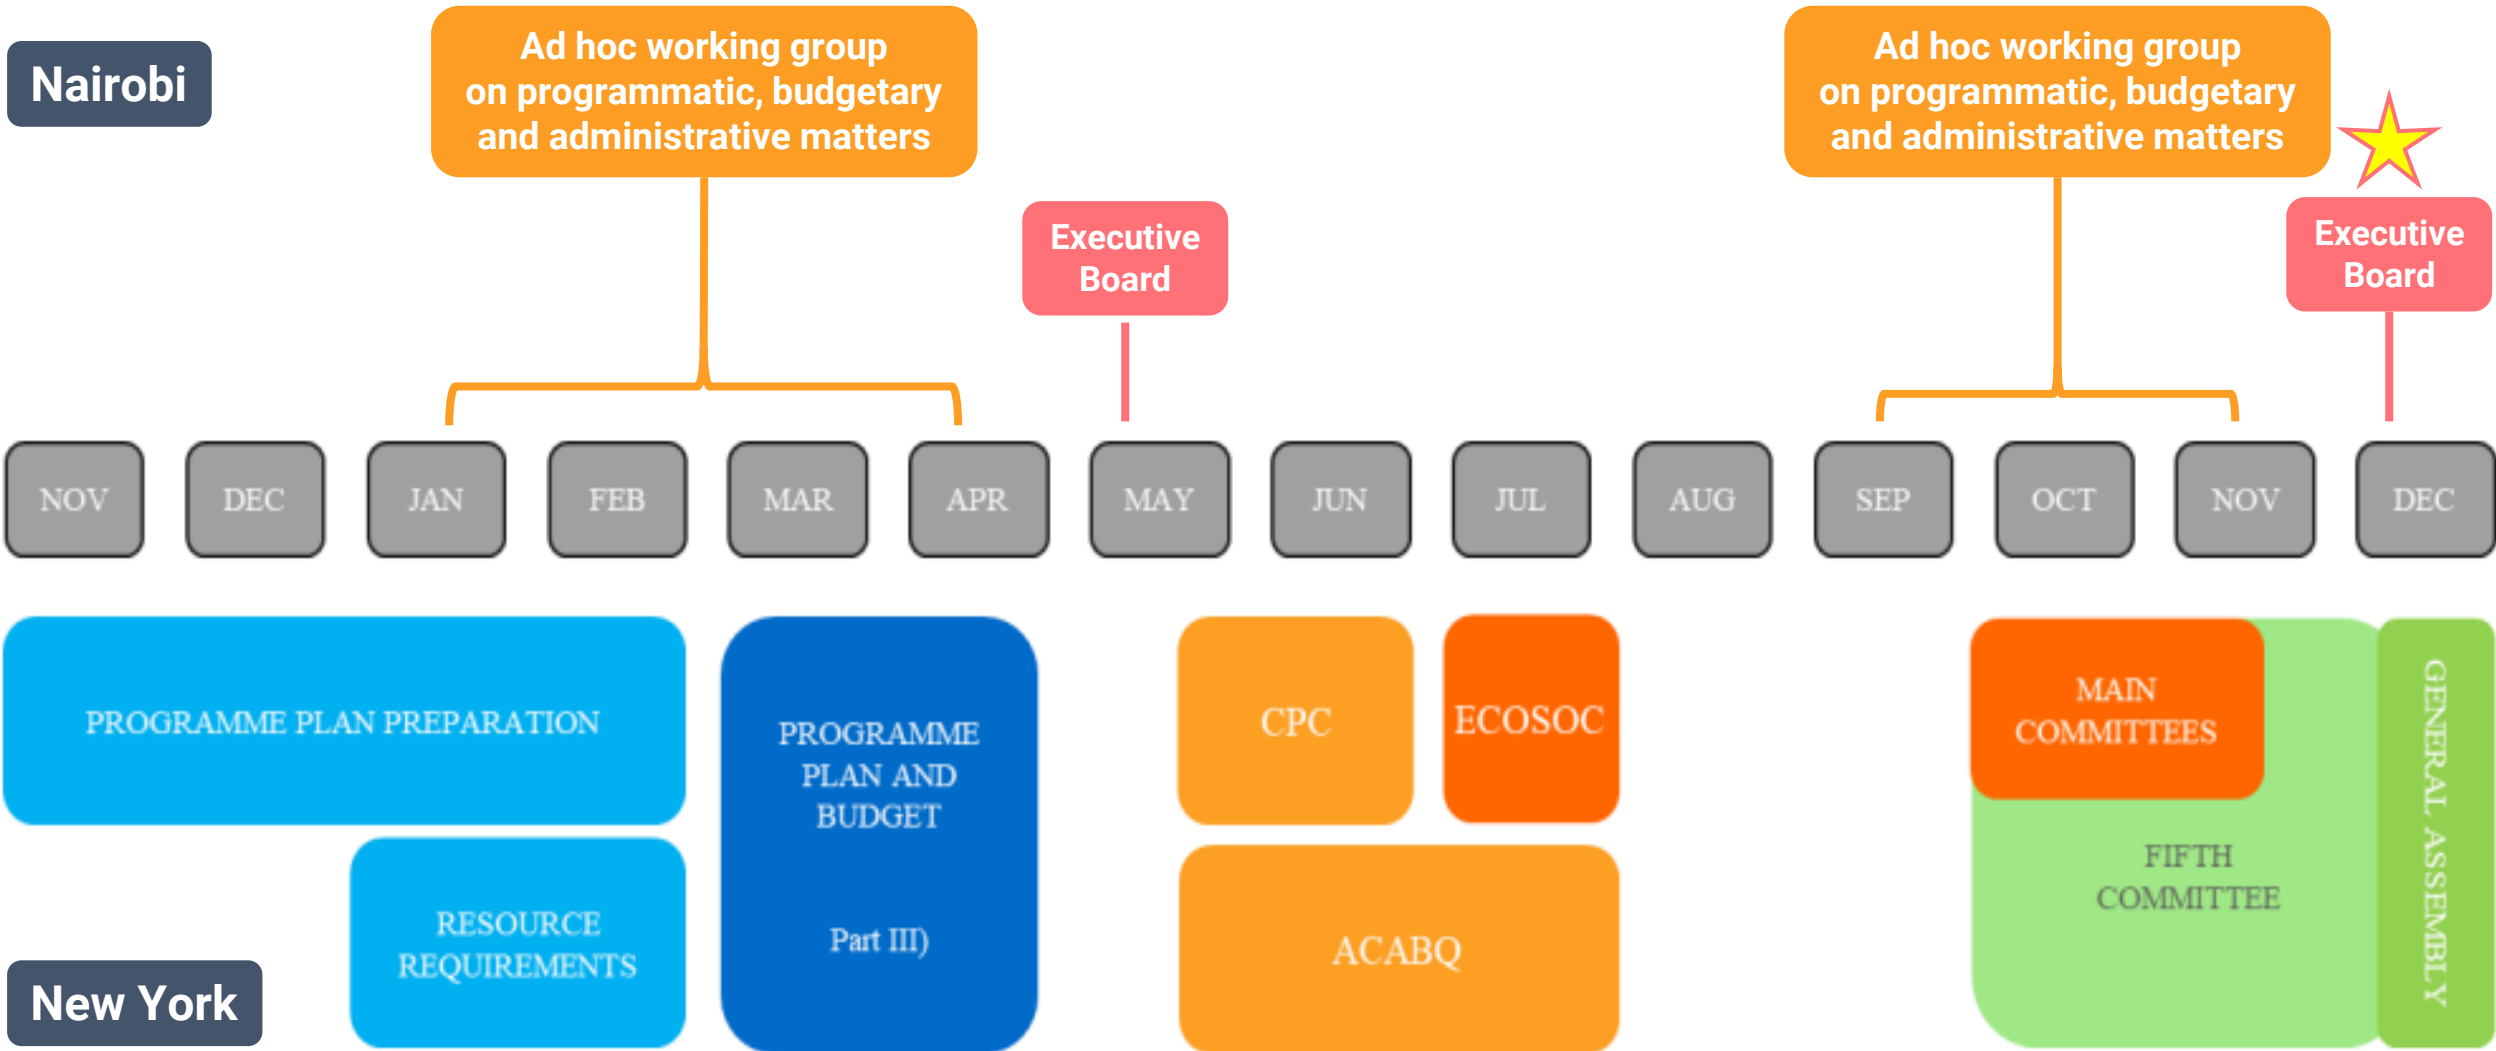 Nairobi
Ad hoc working group
on programmatic, budgetary
and administrative matters
Ad hoc working group
on programmatic, budgetary
and administrative matters
Executive
Board
Executive
Board
NOV
DEC
JAN
FEB
MAR
APR
MAY
JUN
JUL
AUG
SEP
OCT
NOV
DEC
PROGRAMME PLAN PREPARATION
RESOURCE
REQUIREMENTS
PROGRAMME
PLAN AND
BUDGET
Part III)
CPC
ECOSOC
ACABQ
MAIN
COMMITTEES
FIFTH
COMMITTEE
GENERAL ASSEMBLY
New York